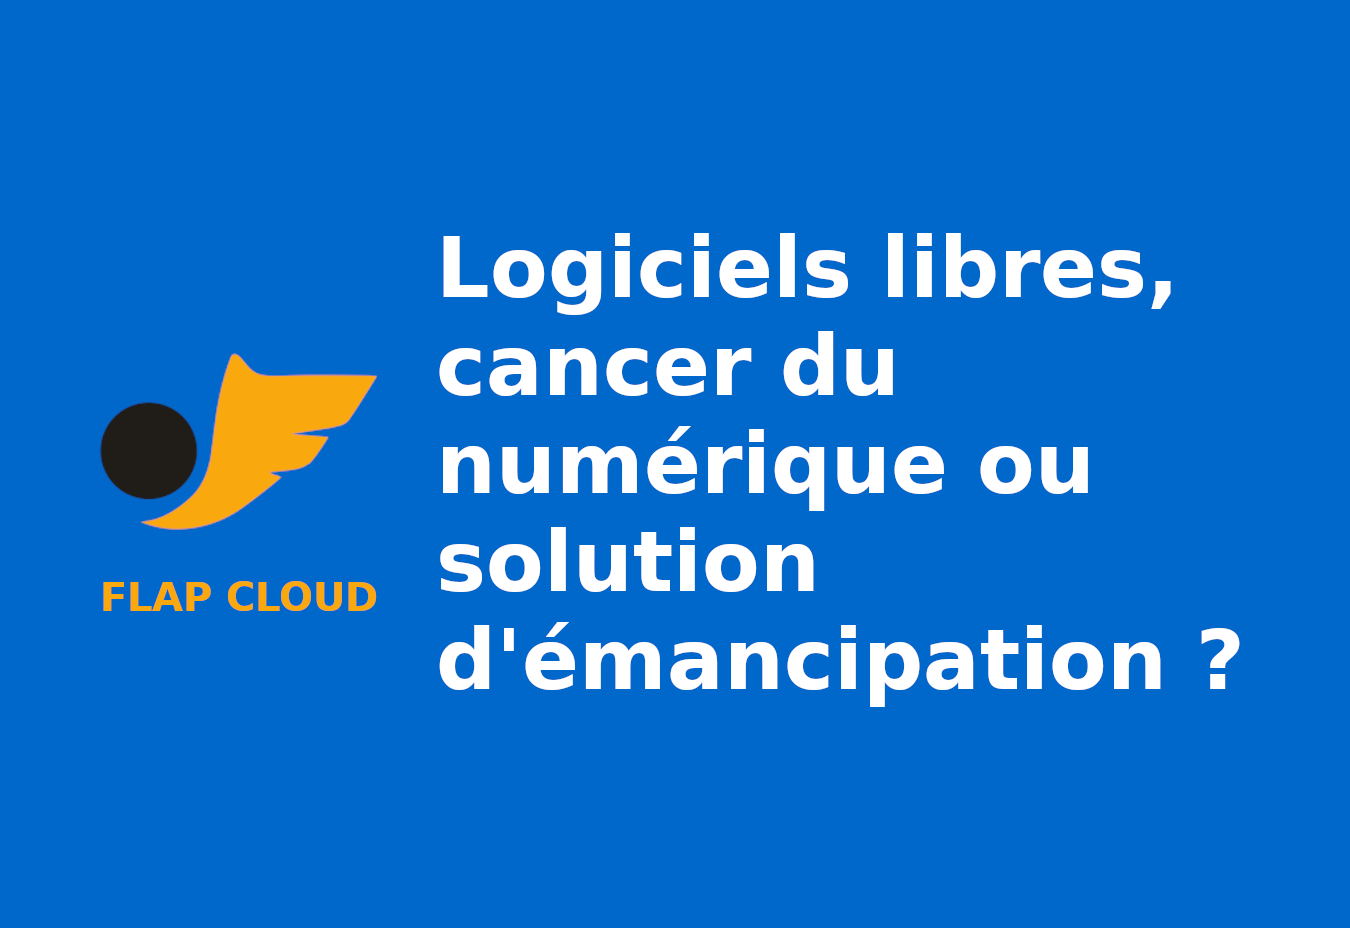 Logiciels libres,
cancer du
numérique ou
solution
d'émancipation ?
FLAP CLOUD